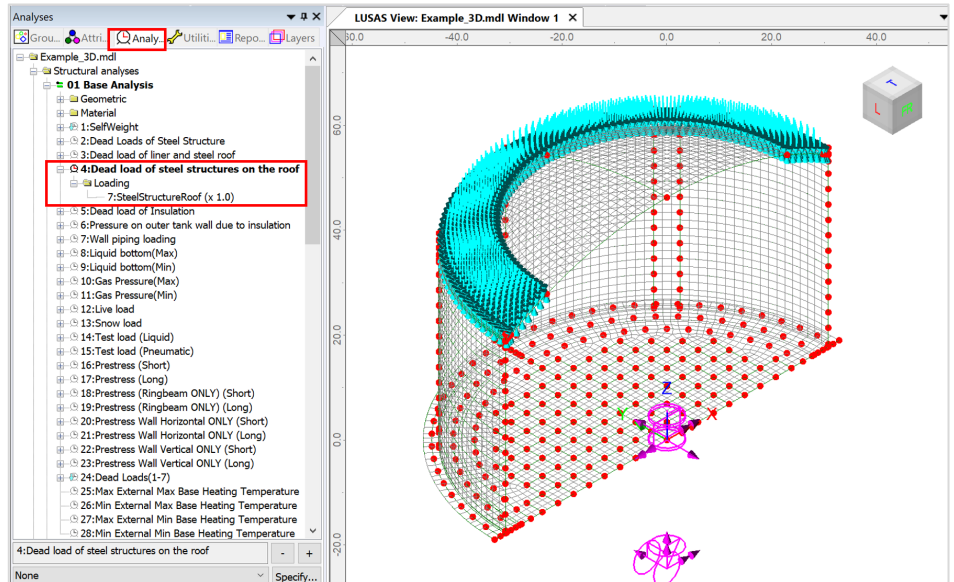 Analyses
Grou... Attri... Analy... Utiliti... Repo... Layers
Example_3D.mdl
Structural analyses
01 Base Analysis
Geometric
Material
1:SelfWeight
2:Dead Loads of Steel Structure
3:Dead load of liner and steel roof
4:Dead load of steel structures on the roof
Loading
7:SteelStructureRoof (x 1.0)
5:Dead load of Insulation
6:Pressure on outer tank wall due to insulation
7:Wall piping loading
8:Liquid bottom(Max)
9:Liquid bottom(Min)
10:Gas Pressure(Max)
11:Gas Pressure(Min)
12:Live load
13:Snow load
14:Test load (Liquid)
15:Test load (Pneumatic)
16:Prestress (Short)
17:Prestress (Long)
18:Prestress (Ringbeam ONLY) (Short)
19:Prestress (Ringbeam ONLY) (Long)
20:Prestress Wall Horizontal ONLY (Short)
21:Prestress Wall Horizontal ONLY (Long)
22:Prestress Wall Vertical ONLY (Short)
23:Prestress Wall Vertical ONLY (Long)
24:Dead Loads(1-7)
25:Max External Max Base Heating Temperature
26:Min External Max Base Heating Temperature
27:Max External Min Base Heating Temperature
28:Min External Min Base Heating Temperature
4:Dead load of steel structures on the roof - +
None Specify...
LUSAS View: Example_3D.mdl Window 1 X
-40.0 -20.0 0.0 20.0 40.0
60.0
40.0
20.0
0.0
-20.0
T
L
Z
Y
X